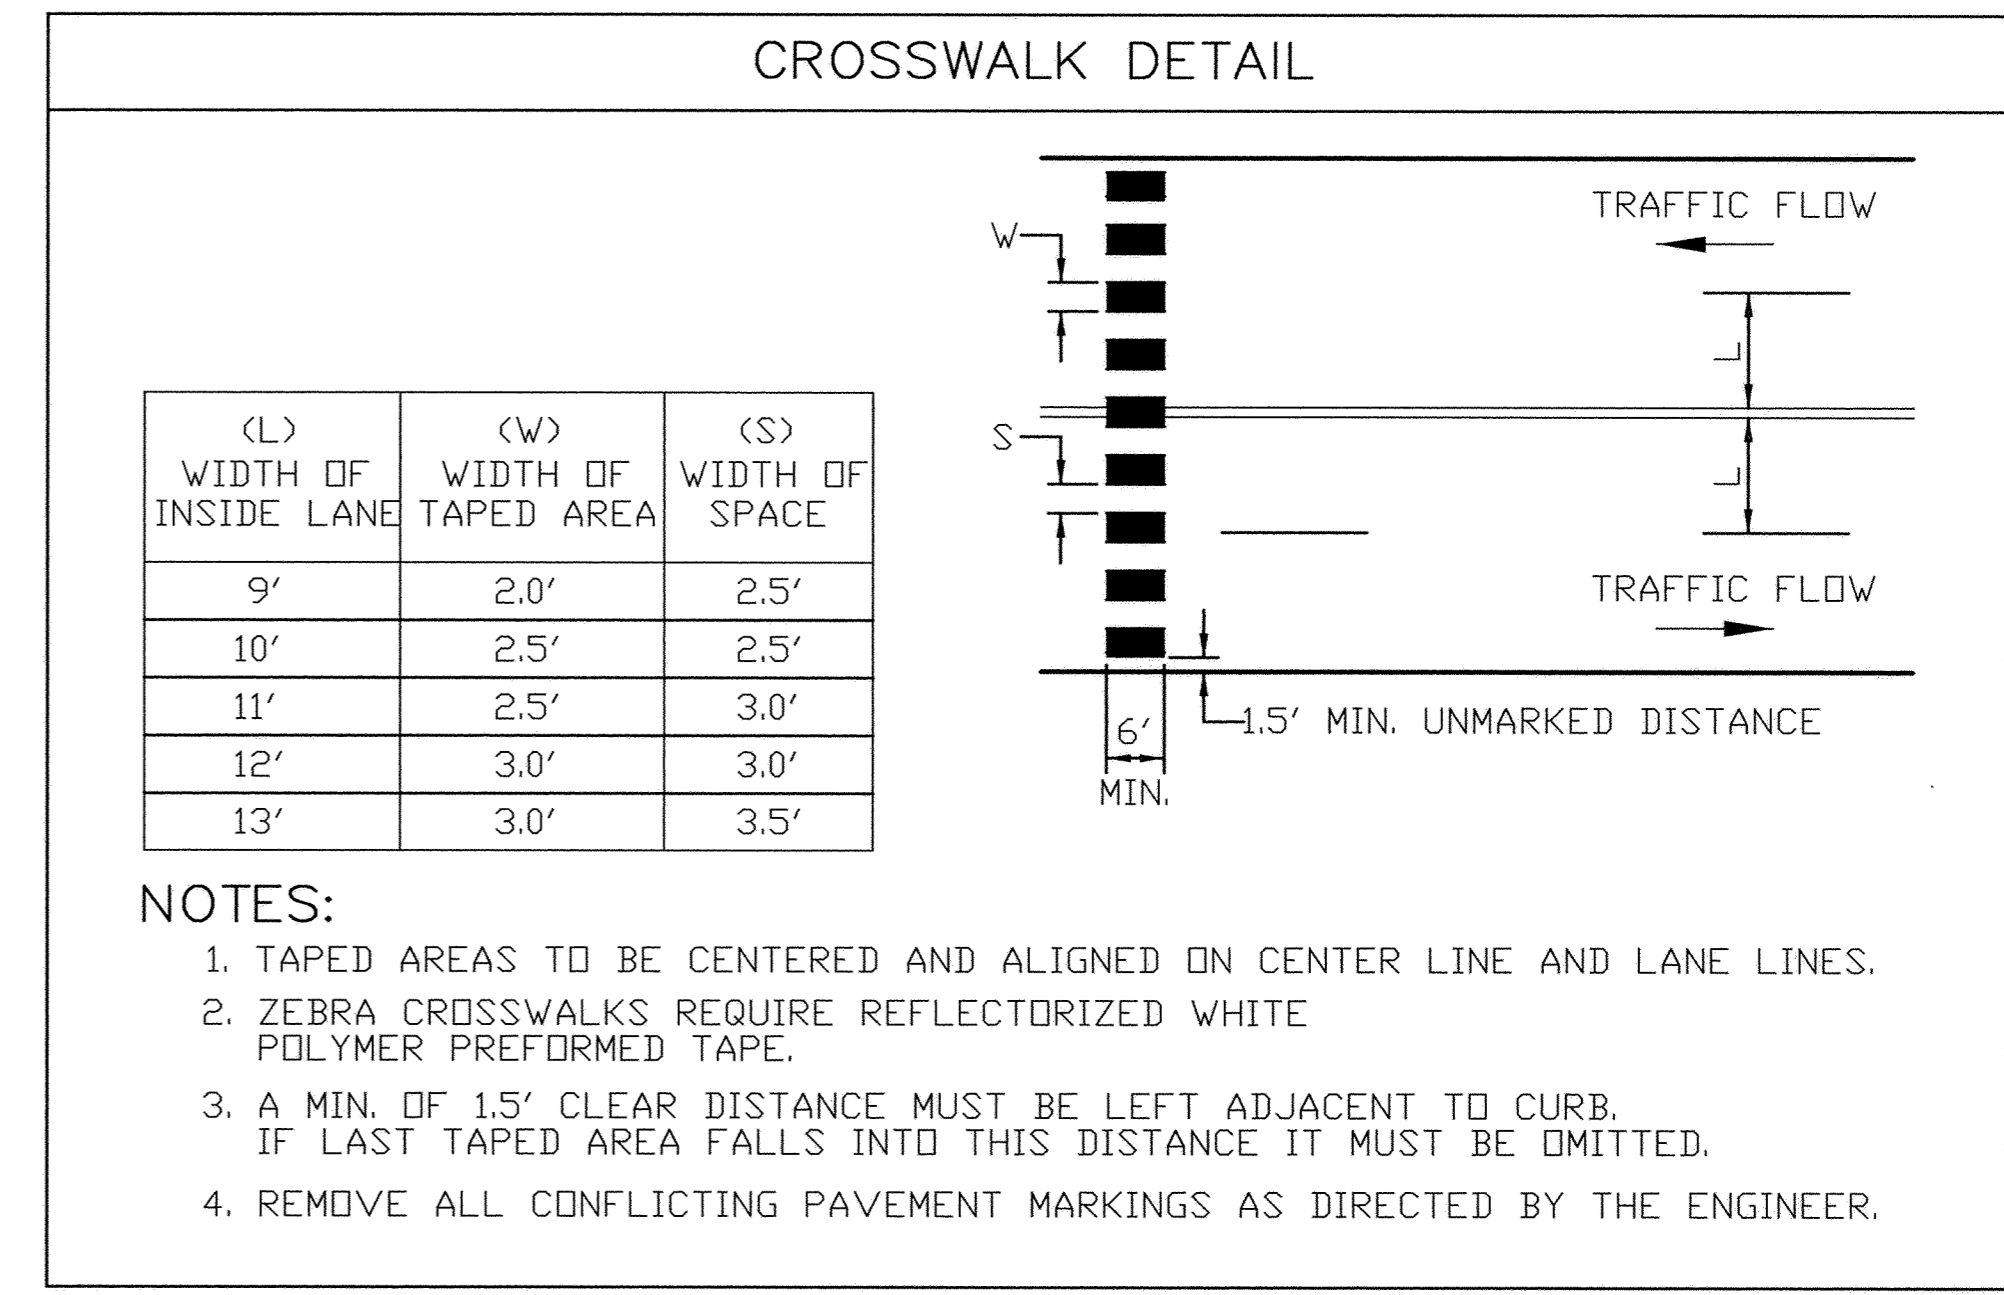 CROSSWALK DETAIL
TRAFFIC FLOW
W
L
S
L
TRAFFIC FLOW
1.5' MIN. UNMARKED DISTANCE
6'
MIN.
(L) (W) (S)
WIDTH OF WIDTH OF WIDTH OF
INSIDE LANE TAPED AREA SPACE
9' 2.0' 2.5'
10' 2.5' 2.5'
11' 2.5' 3.0'
12' 3.0' 3.0'
13' 3.0' 3.5'
NOTES:
1. TAPED AREAS TO BE CENTERED AND ALIGNED ON CENTER LINE AND LANE LINES.
2. ZEBRA CROSSWALKS REQUIRE REFLECTORIZED WHITE
POLYMER PREFORMED TAPE.
3. A MIN. OF 1.5' CLEAR DISTANCE MUST BE LEFT ADJACENT TO CURB.
IF LAST TAPED AREA FALLS INTO THIS DISTANCE IT MUST BE OMITTED.
4. REMOVE ALL CONFLICTING PAVEMENT MARKINGS AS DIRECTED BY THE ENGINEER.